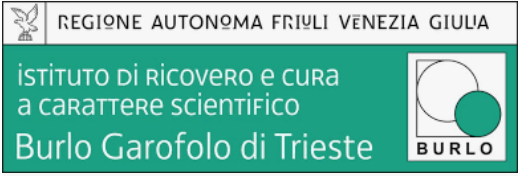 REGIONE AUTONOMA FRIULI VENEZIA GIULIA
ISTITUTO DI RICOVERO E CURA
A CARATTERE SCIENTIFICO
Burlo Garofolo di Trieste
BURLO